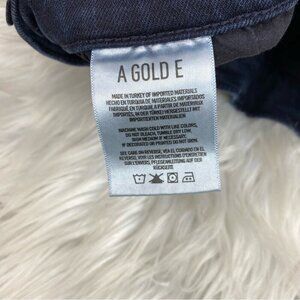 A GOLD E
MADE IN TURKEY OF IMPORTED MATERIALS
HECHO EN TURQUIA DE MATERIALES IMPORTADOS
FABRIQUE EN TURQUIE A PARTIR DE MATERIAUX
IMPORTES, IN DER TURKEI HERGESTELLT MIT
IMPORTIERTEN MATERIALIEN
MACHINE WASH COLD WITH LIKE COLORS,
DO NOT BLEACH, TUMBLE DRY LOW,
IRON MEDIUM IF NECESSARY.
IF DECORATED OR PRINTED DO NOT IRON.
SEE CARE ON REVERSE, VEA EL CUIDADO EN EL
REVERSO, VOIR LES INSTRUCTIONS D'ENTRETIEN
AU REVERSE, PFLEGEANLEITUNG AUF DER
RÜCKSEITE